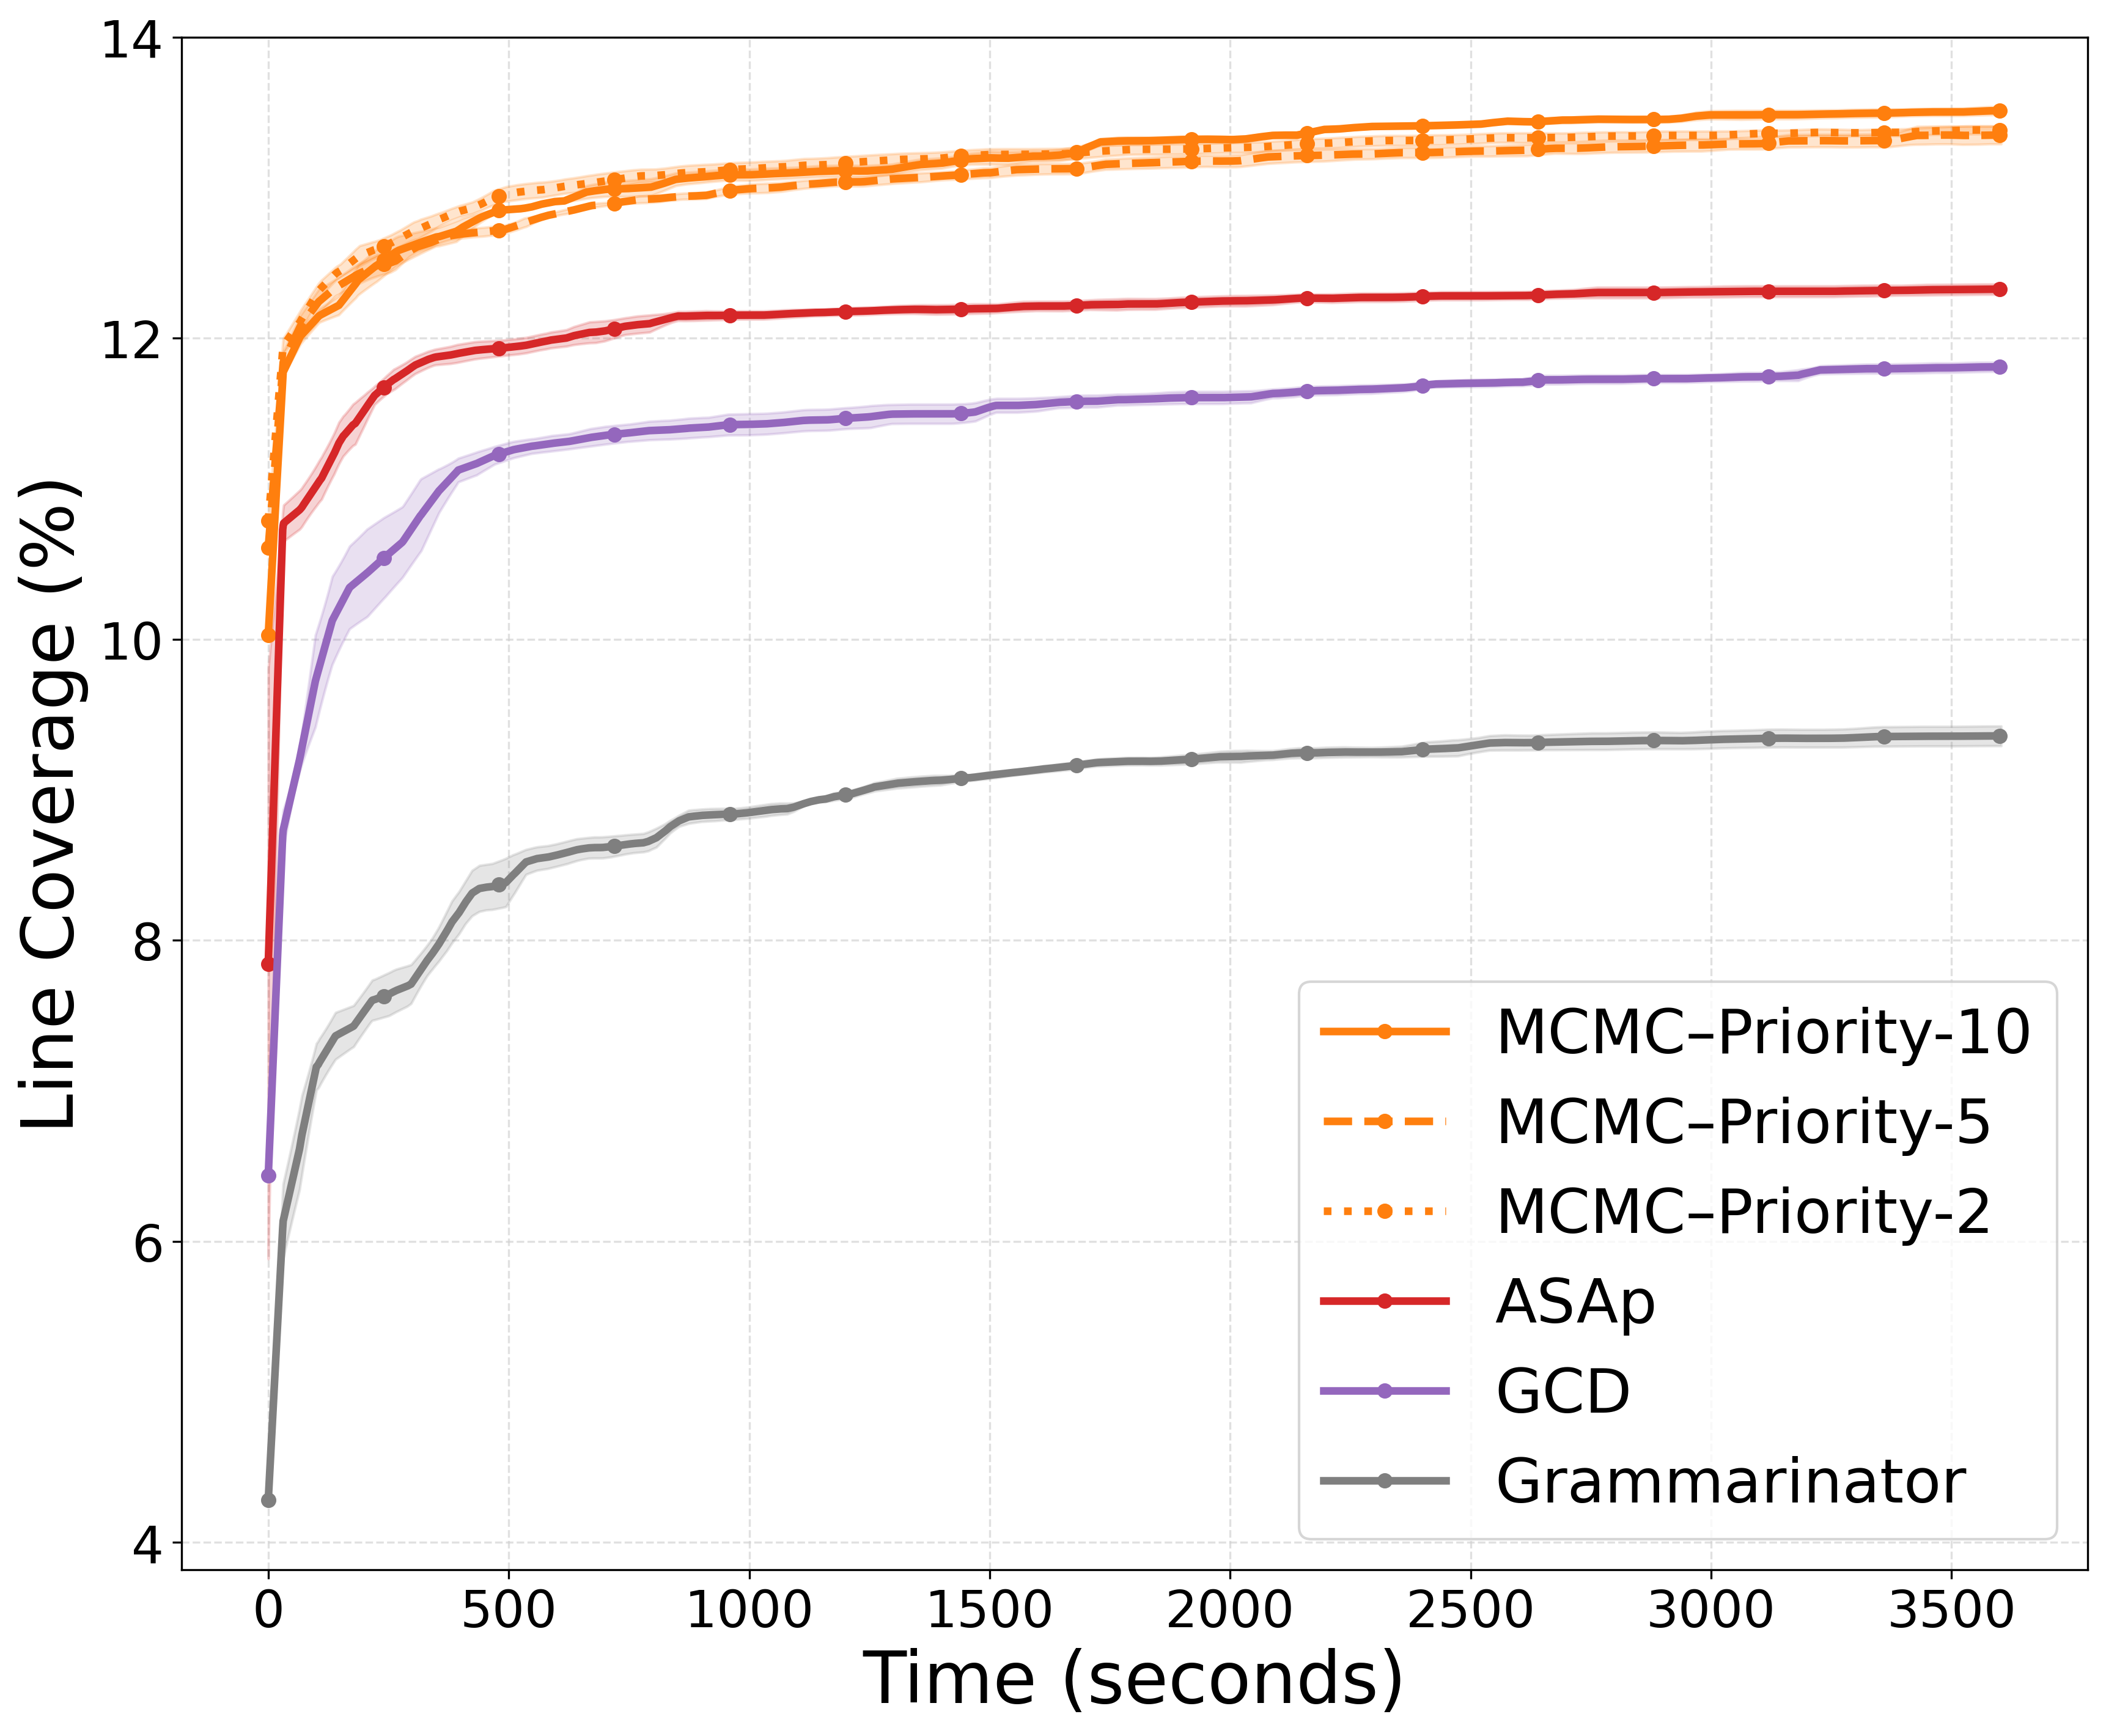 14
12
10
8
6
4
Line Coverage (%)
0 500 1000 1500 2000 2500 3000 3500
Time (seconds)
MCMC–Priority-10
MCMC–Priority-5
MCMC–Priority-2
ASAp
GCD
Grammarinator